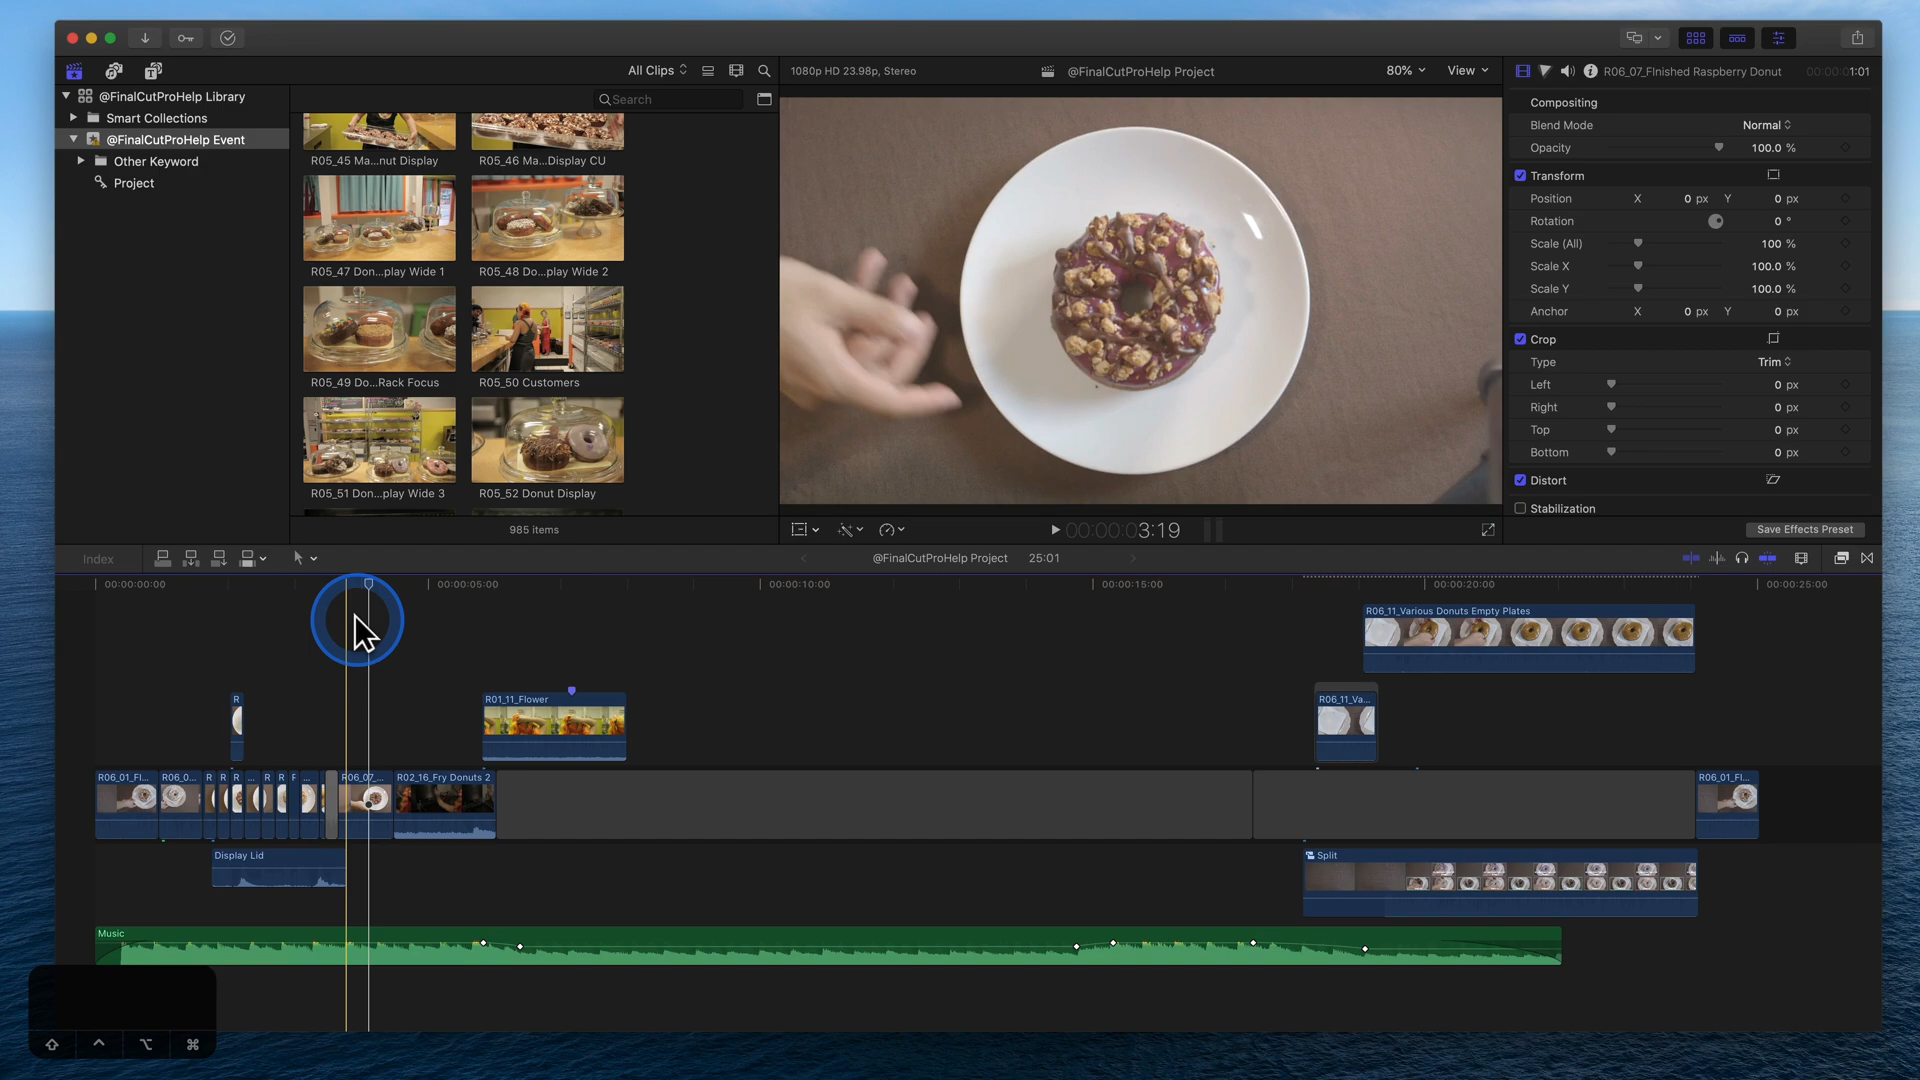 All Clips
1080p HD 23.98p, Stereo
@FinalCutProHelp Project
80%
View
R06_07_FInished Raspberry Donut
00:00:01:01
@FinalCutProHelp Library
Smart Collections
@FinalCutProHelp Event
Other Keyword
Project
Search
R05_45 Ma...nut Display
R05_46 Ma...Display CU
R05_47 Don...play Wide 1
R05_48 Do...play Wide 2
R05_49 Do...Rack Focus
R05_50 Customers
R05_51 Don...play Wide 3
R05_52 Donut Display
985 items
Compositing
Blend Mode
Normal
Opacity
100.0 %
Transform
Position
X
0 px
Y
0 px
Rotation
0 °
Scale (All)
100 %
Scale X
100.0 %
Scale Y
100.0 %
Anchor
X
0 px
Y
0 px
Crop
Type
Trim
Left
0 px
Right
0 px
Top
0 px
Bottom
0 px
Distort
Stabilization
Save Effects Preset
00:00:03:19
Index
@FinalCutProHelp Project
25:01
00:00:00:00
00:00:05:00
00:00:10:00
00:00:15:00
00:00:20:00
00:00:25:00
R06_11_Various Donuts Empty Plates
R
R01_11_Flower
R06_11_Va...
R06_01_Fl...
R06_0...
R
R
R
...
R
R
F
...
R06_07_...
R02_16_Fry Donuts 2
R06_01_Fl...
Display Lid
Split
Music